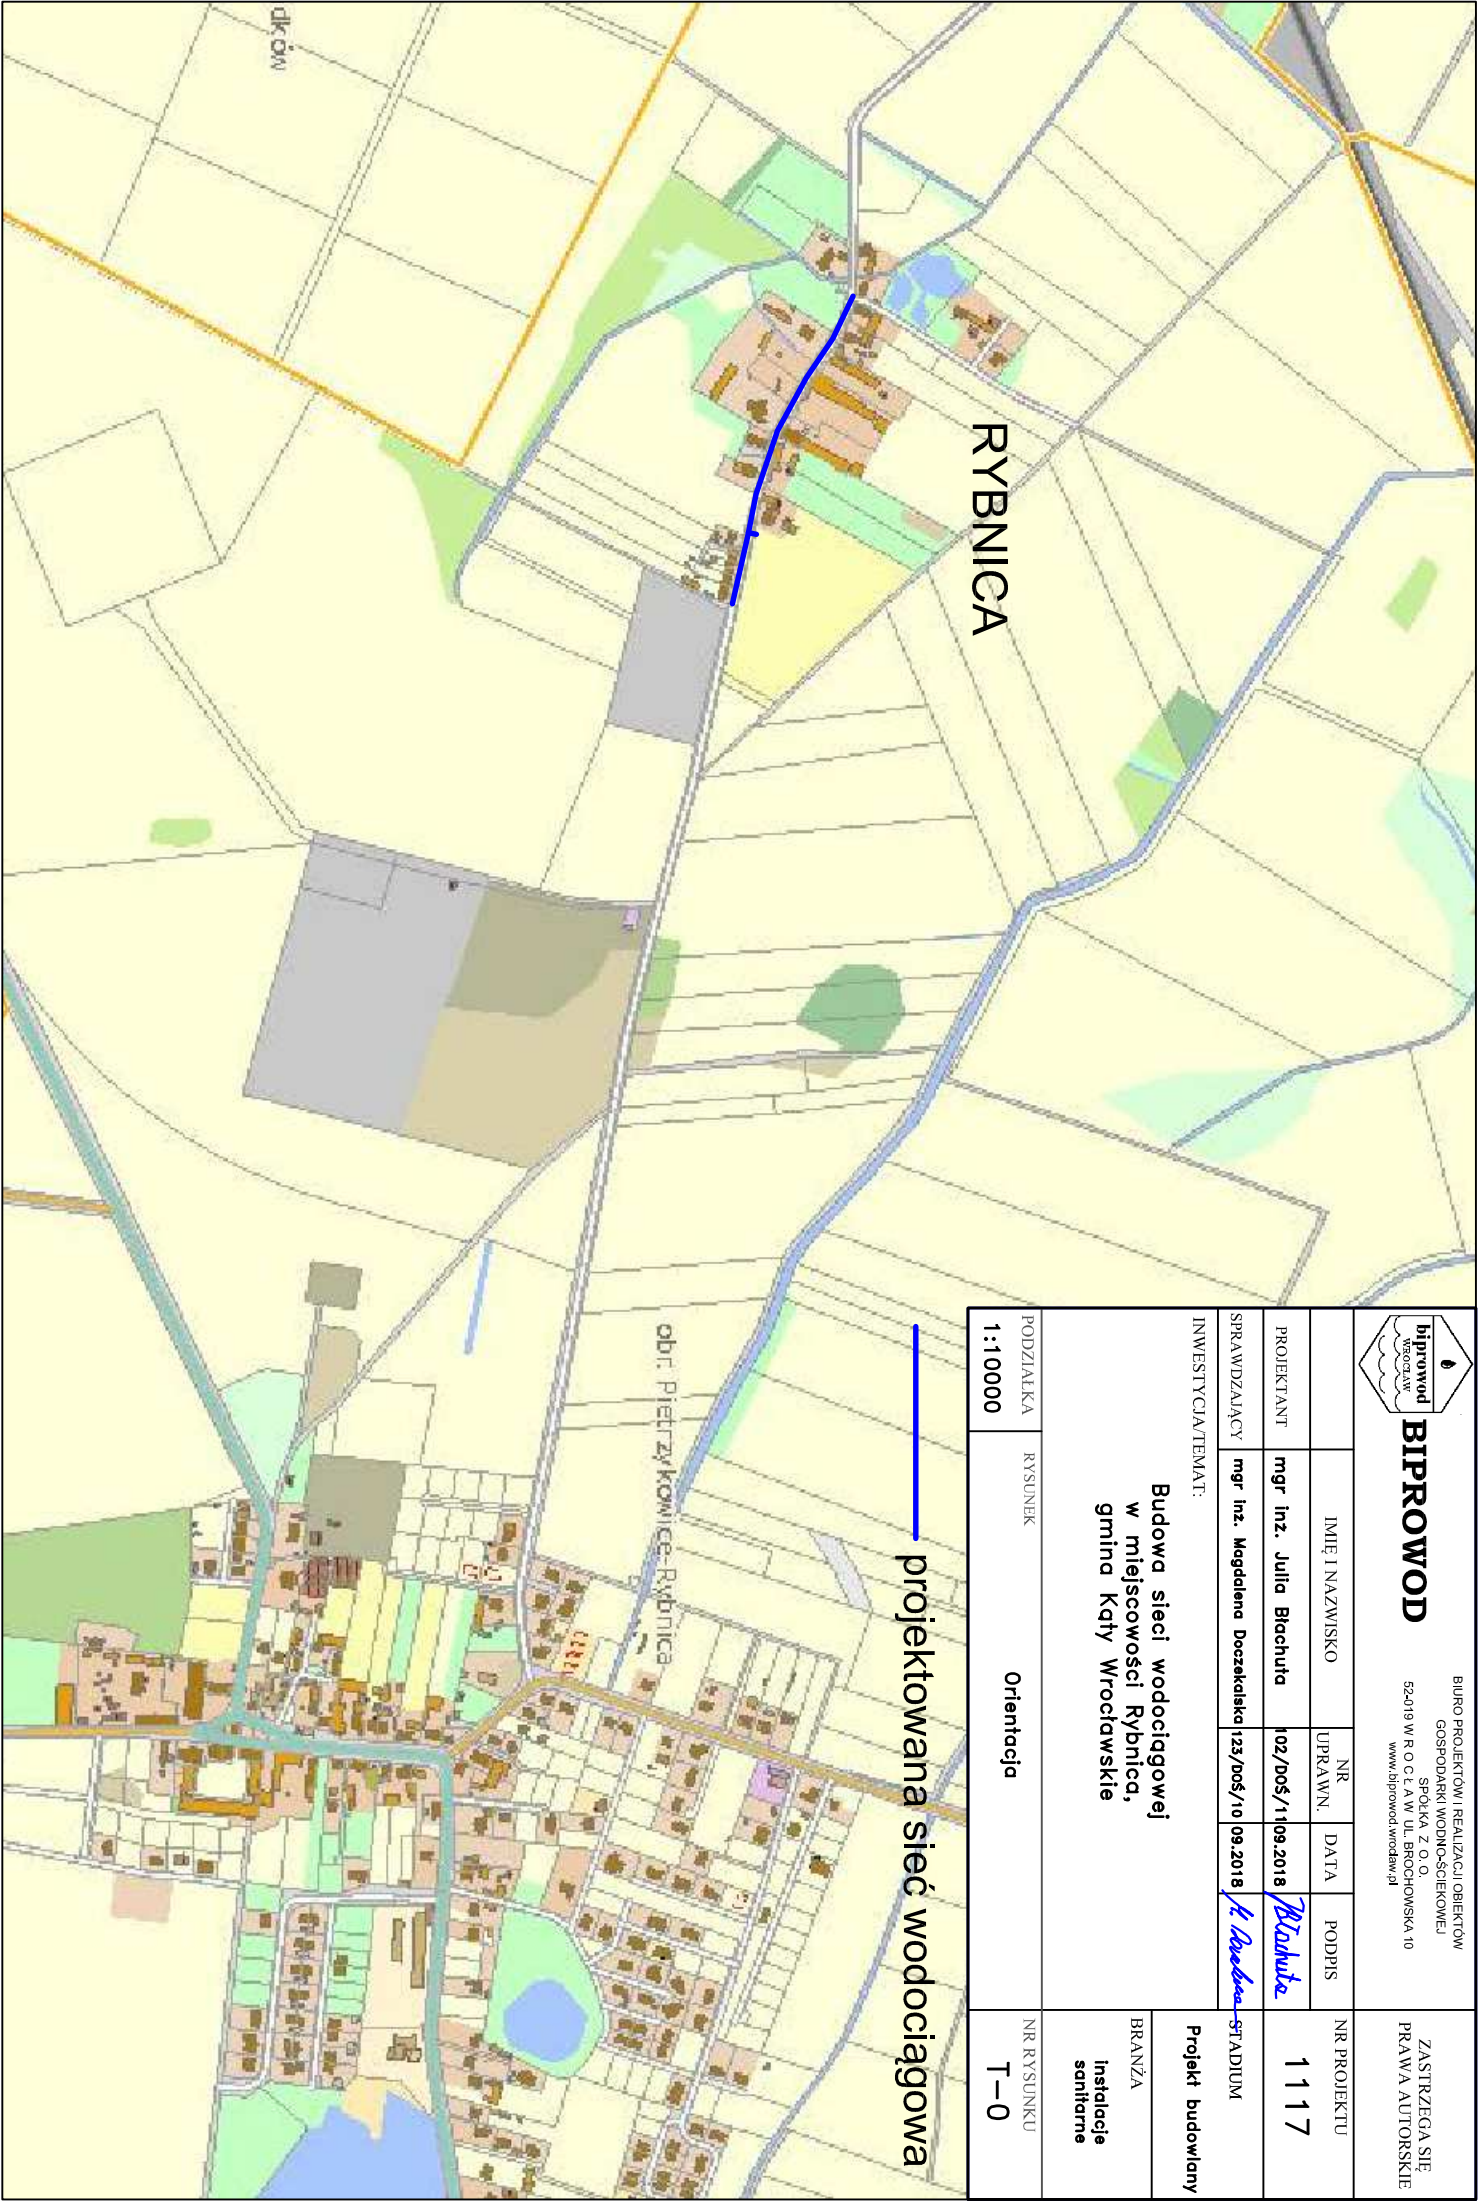 dków
RYBNICA
obr. Pietrzykowice-Rybnica
projektowana sieć wodociągowa
biprowod
WROCŁAW
BIPROWOD
BIURO PROJEKTÓW I REALIZACJI OBIEKTÓW
GOSPODARKI WODNO-ŚCIEKOWEJ
SPÓŁKA Z O.O.
52-019 W R O C Ł A W UL. BROCHOWSKA 10
www.biprowod.wroclaw.pl
ZASTRZEGA SIĘ
PRAWA AUTORSKIE
IMIĘ I NAZWISKO
NR
UPRAWN.
DATA
PODPIS
NR PROJEKTU
1117
PROJEKTANT
mgr inż. Julia Błachuta
102/DOŚ/11
09.2018
JBłachuta
SPRAWDZAJĄCY
mgr inż. Magdalena Doczekalska
123/DOŚ/10
09.2018
STADIUM
Projekt budowlany
INWESTYCJA/TEMAT:
Budowa sieci wodociągowej
w miejscowości Rybnica,
gmina Kąty Wrocławskie
BRANŻA
instalacje
sanitarne
PODZIAŁKA
1:10000
RYSUNEK
Orientacja
NR RYSUNKU
T-0